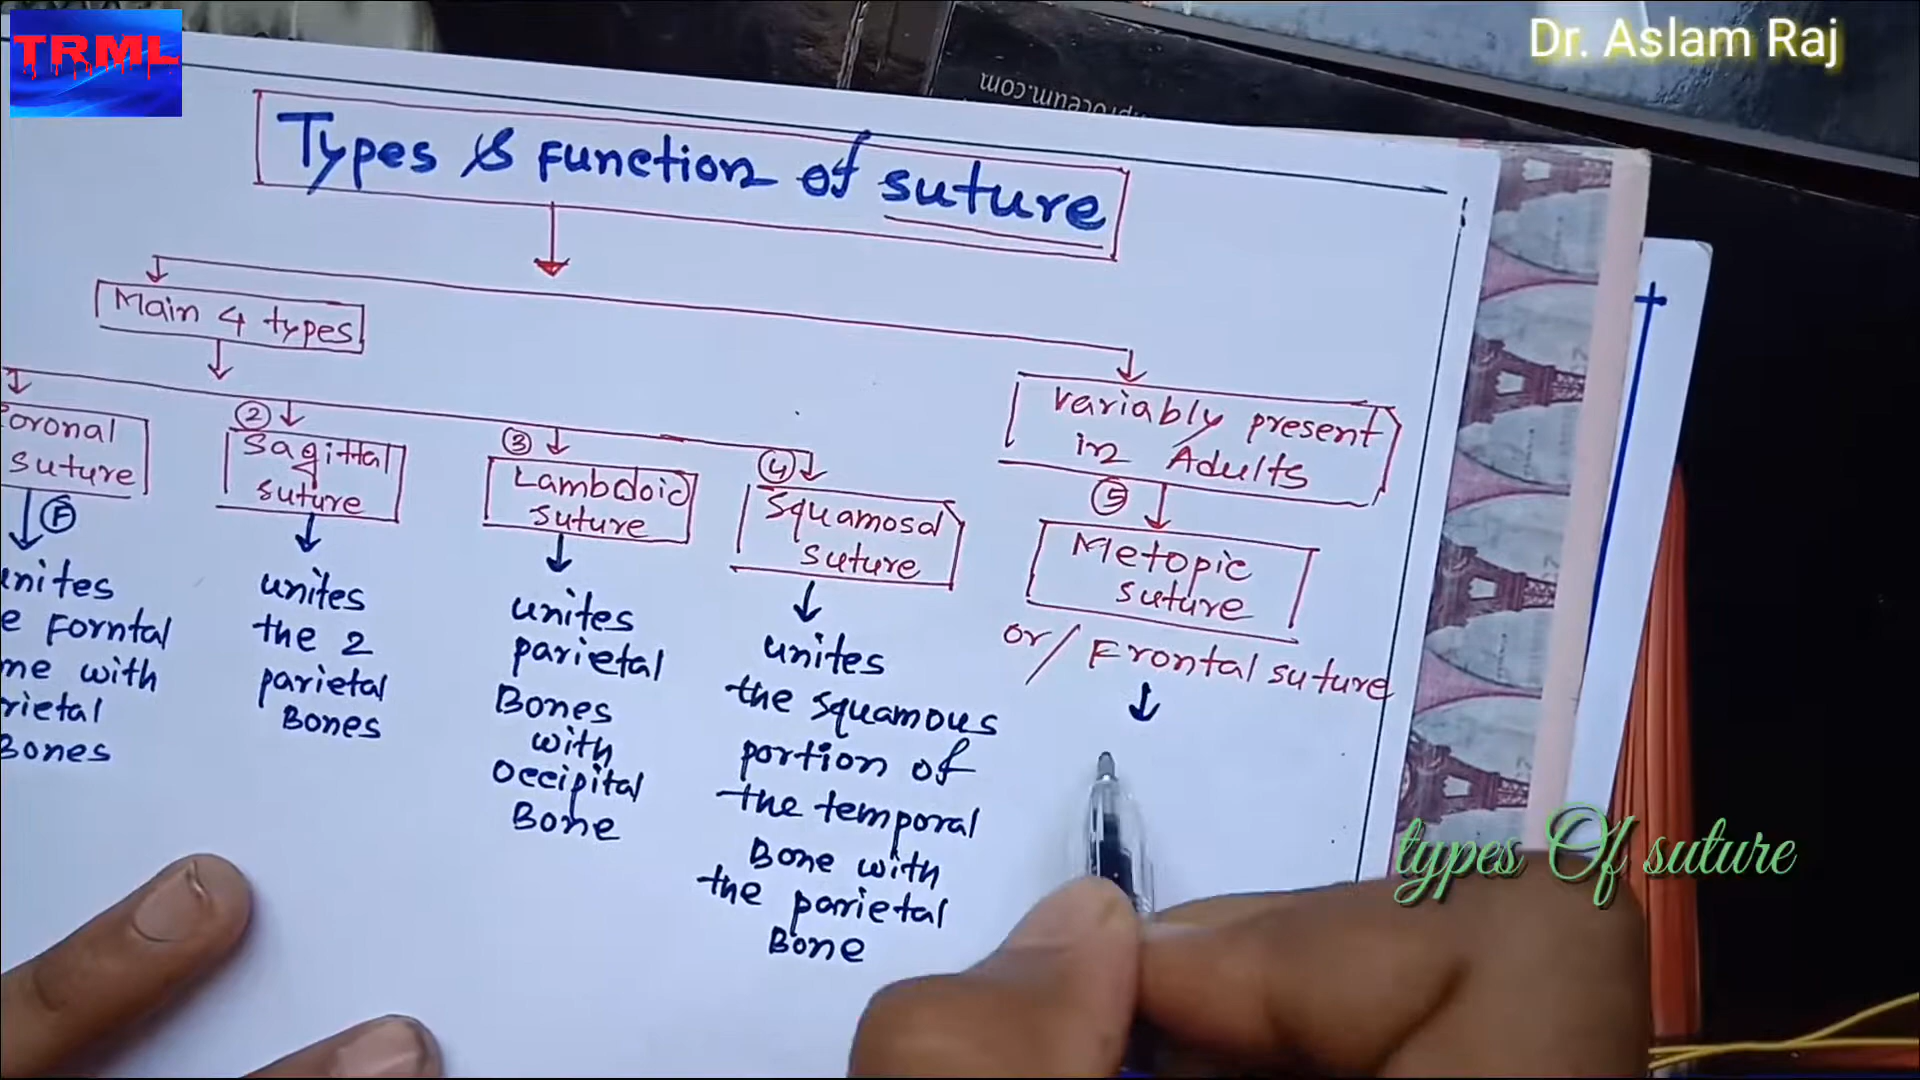 TRML
Dr. Aslam Raj
Types & function of suture
Main 4 types
Variably present
in Adults
oronal
suture
F
unites
e Forntal
me with
rietal
Bones
2
Sagittal
suture
unites
the 2
parietal
Bones
3
Lambdoid
suture
unites
parietal
Bones
with
Occipital
Bone
4
Squamosal
suture
unites
the squamous
portion of
the temporal
Bone with
the parietal
Bone
5
Metopic
suture
or/ Frontal suture
types Of suture